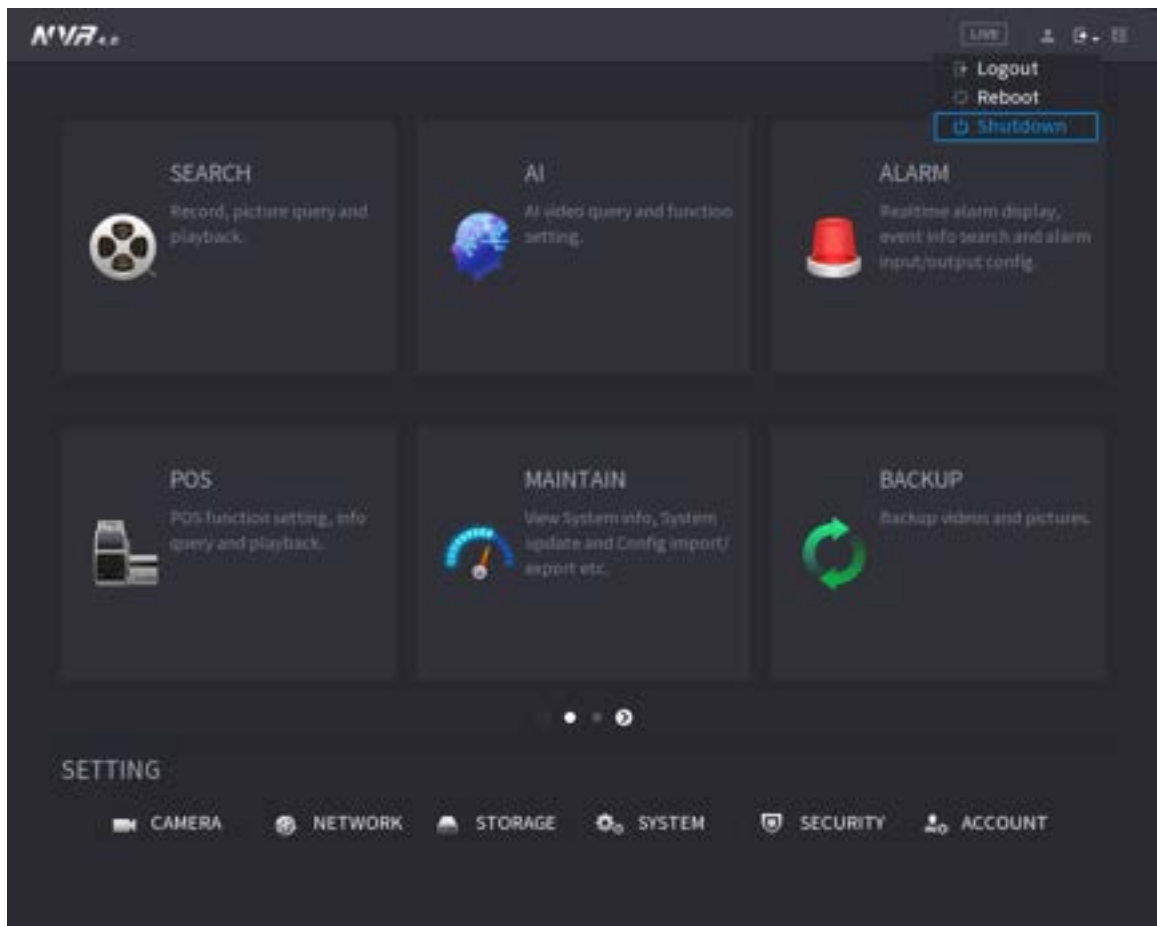 NVR 4.0
LIVE
Logout
Reboot
Shutdown
SEARCH
Record, picture query and
playback.
AI
AI video query and function
setting.
ALARM
Realtime alarm display,
event info search and alarm
input/output config.
POS
POS function setting, info
query and playback.
MAINTAIN
View System info, System
update and Config import/
export etc.
BACKUP
Backup videos and pictures.
SETTING
CAMERA
NETWORK
STORAGE
SYSTEM
SECURITY
ACCOUNT